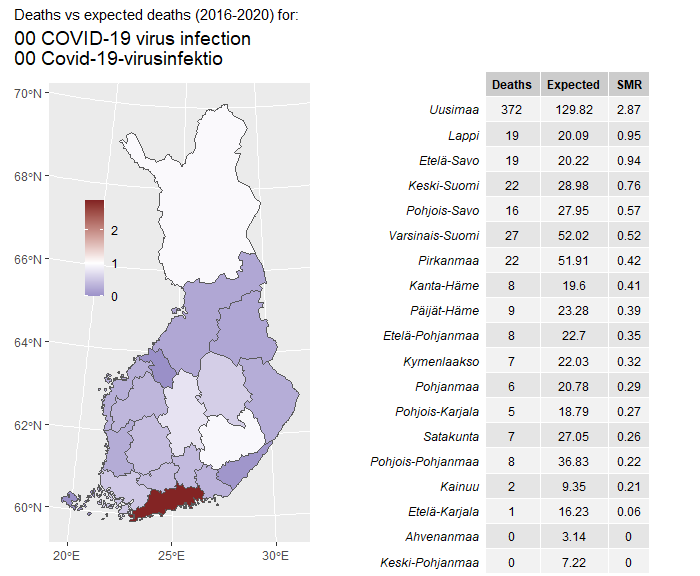 Deaths vs expected deaths (2016-2020) for:
00 COVID-19 virus infection
00 Covid-19-virusinfektio
70°N
68°N
66°N
64°N
62°N
60°N
20°E 25°E 30°E
2
1
0
Deaths Expected SMR
Uusimaa 372 129.82 2.87
Lappi 19 20.09 0.95
Etelä-Savo 19 20.22 0.94
Keski-Suomi 22 28.98 0.76
Pohjois-Savo 16 27.95 0.57
Varsinais-Suomi 27 52.02 0.52
Pirkanmaa 22 51.91 0.42
Kanta-Häme 8 19.6 0.41
Päijät-Häme 9 23.28 0.39
Etelä-Pohjanmaa 8 22.7 0.35
Kymenlaakso 7 22.03 0.32
Pohjanmaa 6 20.78 0.29
Pohjois-Karjala 5 18.79 0.27
Satakunta 7 27.05 0.26
Pohjois-Pohjanmaa 8 36.83 0.22
Kainuu 2 9.35 0.21
Etelä-Karjala 1 16.23 0.06
Ahvenanmaa 0 3.14 0
Keski-Pohjanmaa 0 7.22 0